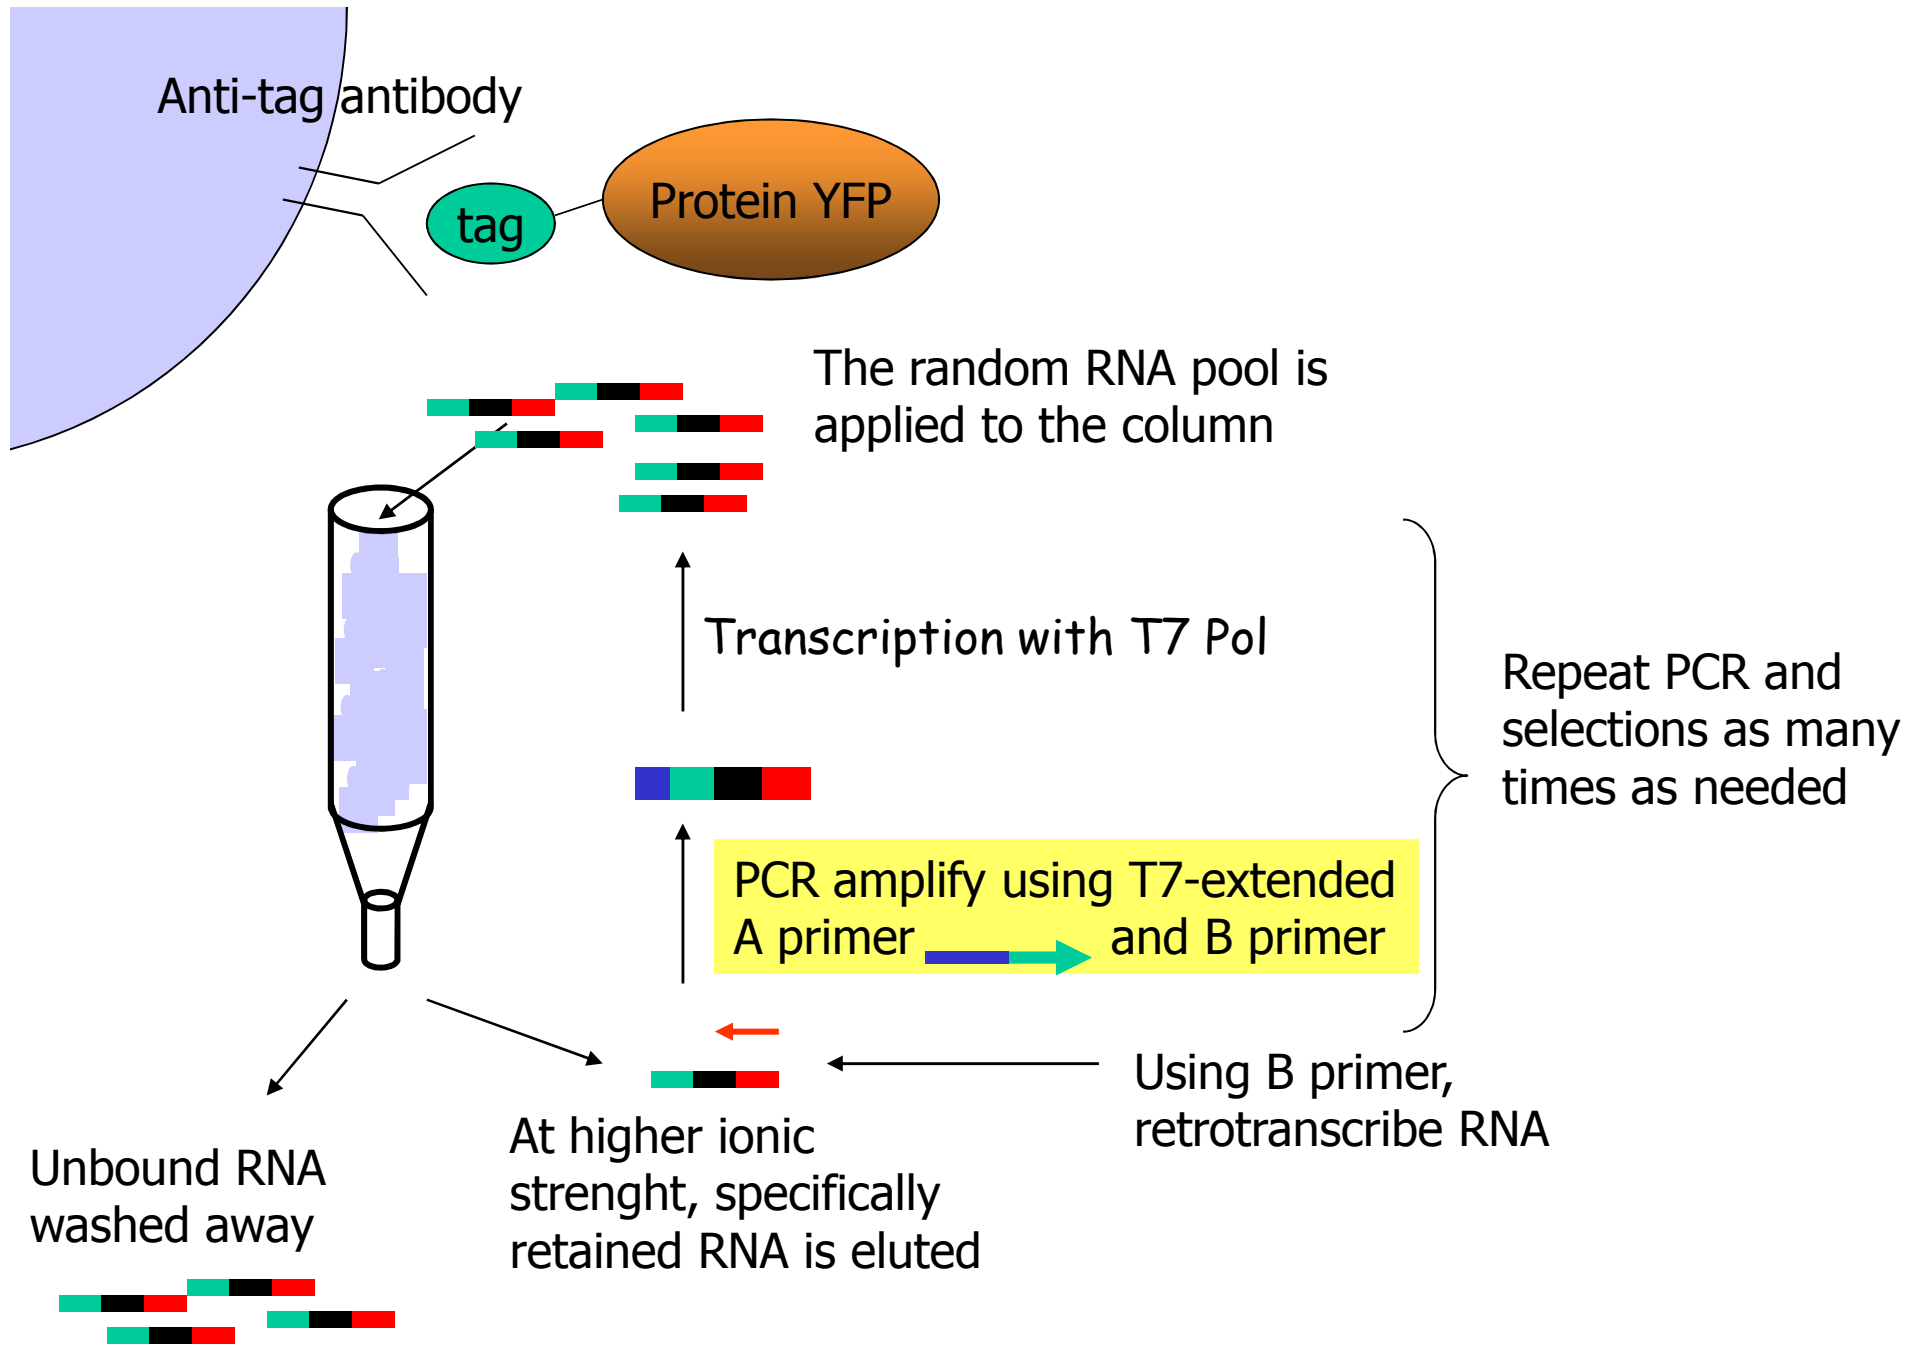 Anti-tag antibody
tag
Protein YFP
The random RNA pool is
applied to the column
Transcription with T7 Pol
Repeat PCR and
selections as many
times as needed
PCR amplify using T7-extended
A primer and B primer
Using B primer,
retrotranscribe RNA
At higher ionic
strenght, specifically
retained RNA is eluted
Unbound RNA
washed away